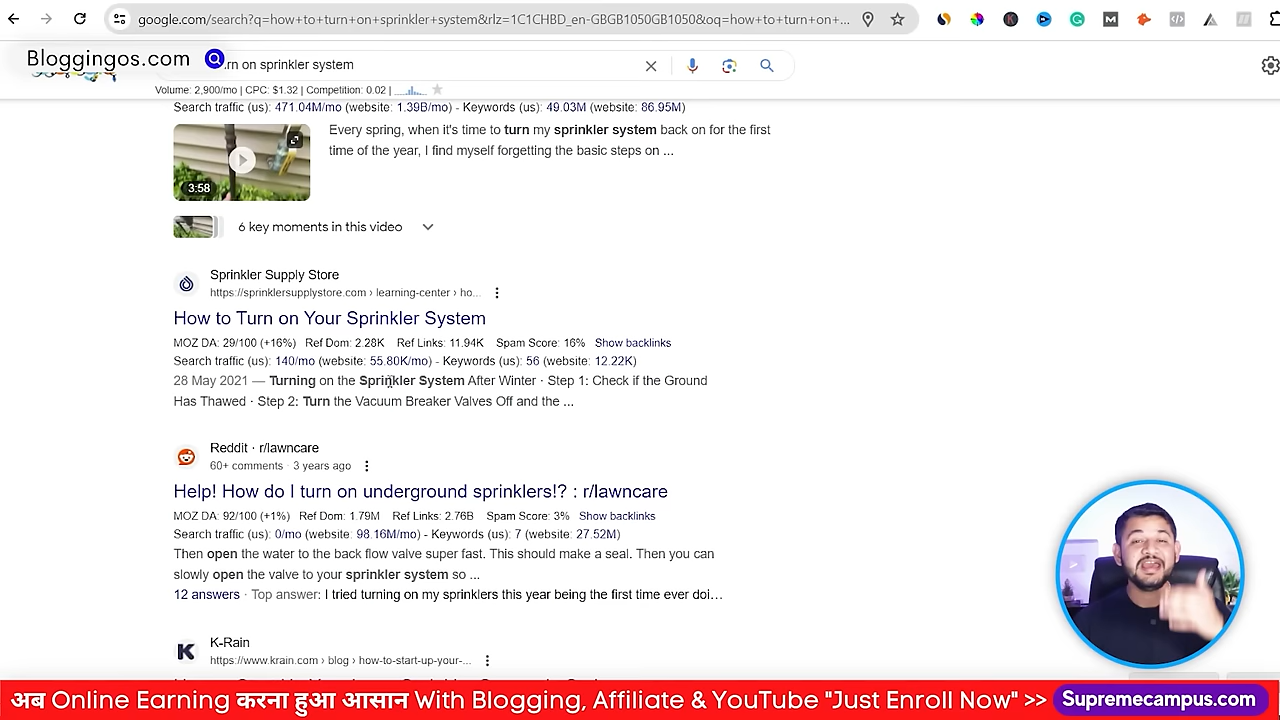 google.com/search?q=how+to+turn+on+sprinkler+system&rlz=1C1CHBD_en-GBGB1050GB1050&oq=how+to+turn+on+...
Bloggingos.com
rn on sprinkler system
Volume: 2,900/mo | CPC: $1.32 | Competition: 0.02 |
Search traffic (us): 471.04M/mo (website: 1.39B/mo) - Keywords (us): 49.03M (website: 86.95M)
Every spring, when it's time to turn my sprinkler system back on for the first
time of the year, I find myself forgetting the basic steps on ...
3:58
6 key moments in this video
Sprinkler Supply Store
https://sprinklersupplystore.com › learning-center › ho...
How to Turn on Your Sprinkler System
MOZ DA: 29/100 (+16%) Ref Dom: 2.28K Ref Links: 11.94K Spam Score: 16% Show backlinks
Search traffic (us): 140/mo (website: 55.80K/mo) - Keywords (us): 56 (website: 12.22K)
28 May 2021 — Turning on the Sprinkler System After Winter · Step 1: Check if the Ground
Has Thawed · Step 2: Turn the Vacuum Breaker Valves Off and the ...
Reddit · r/lawncare
60+ comments · 3 years ago
Help! How do I turn on underground sprinklers!? : r/lawncare
MOZ DA: 92/100 (+1%) Ref Dom: 1.79M Ref Links: 2.76B Spam Score: 3% Show backlinks
Search traffic (us): 0/mo (website: 98.16M/mo) - Keywords (us): 7 (website: 27.52M)
Then open the water to the back flow valve super fast. This should make a seal. Then you can
slowly open the valve to your sprinkler system so ...
12 answers · Top answer: I tried turning on my sprinklers this year being the first time ever doi...
K-Rain
https://www.krain.com › blog › how-to-start-up-your-...
अब Online Earning करना हुआ आसान With Blogging, Affiliate & YouTube "Just Enroll Now" >> Supremecampus.com